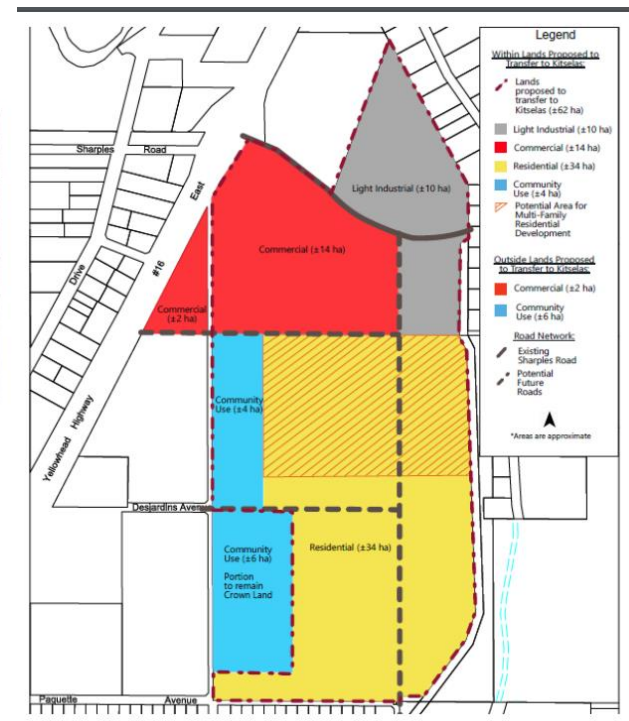 Legend
Within Lands Proposed to
Transfer to Kitselas:
Lands
proposed to
transfer to
Kitselas (±62 ha)
Light Industrial (±10 ha)
Commercial (±14 ha)
Residential (±34 ha)
Community
Use (±4 ha)
Potential Area for
Multi-Family
Residential
Development
Outside Lands Proposed
to Transfer to Kitselas:
Commercial (±2 ha)
Community
Use (±6 ha)
Road Network:
Existing
Sharples Road
Potential
Future
Roads
*Areas are approximate
Sharples Road
East
Light Industrial (±10 ha)
Commercial (±14 ha)
#16
Drive
Commercial
(±2 ha)
Community
Use (±4 ha)
Highway
Yellowhead
Desjardins Avenue
Community
Use (±6 ha)
Residential (±34 ha)
Portion
to remain
Crown Land
Paquette Avenue